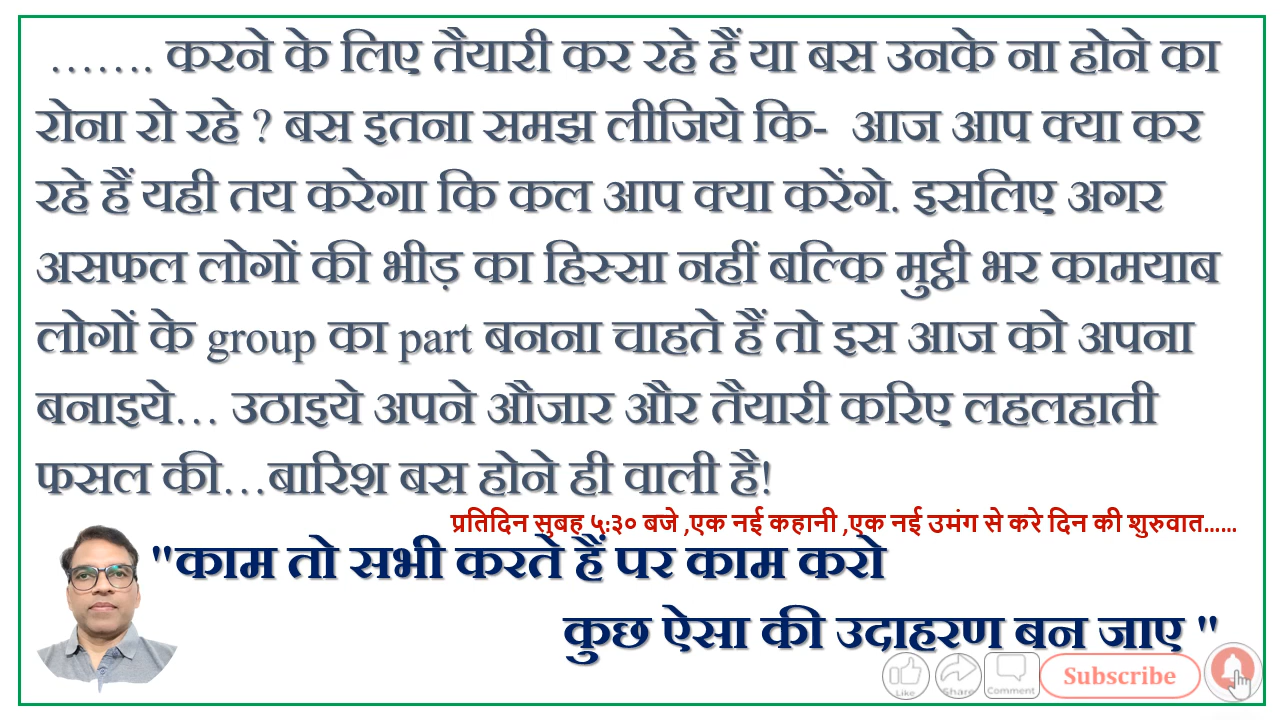 ……. करने के लिए तैयारी कर रहे हैं या बस उनके ना होने का
रोना रो रहे ? बस इतना समझ लीजिये कि- आज आप क्या कर
रहे हैं यही तय करेगा कि कल आप क्या करेंगे. इसलिए अगर
असफल लोगों की भीड़ का हिस्सा नहीं बल्कि मुट्ठी भर कामयाब
लोगों के group का part बनना चाहते हैं तो इस आज को अपना
बनाइये… उठाइये अपने औजार और तैयारी करिए लहलहाती
फसल की…बारिश बस होने ही वाली है!
प्रतिदिन सुबह ५:३० बजे ,एक नई कहानी ,एक नई उमंग से करे दिन की शुरुवात......
"काम तो सभी करते हैं पर काम करो
कुछ ऐसा की उदाहरण बन जाए "
Like Share Comment Subscribe